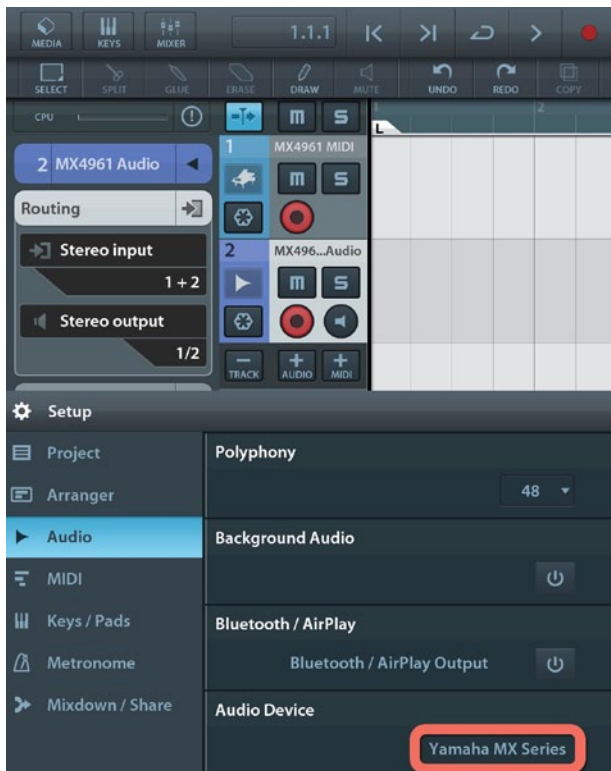 MEDIA KEYS MIXER 1.1.1
SELECT SPLIT GLUE ERASE DRAW MUTE UNDO REDO COPY
CPU m S L 1 2
1 MX4961 MIDI
2 MX4961 Audio
m S
Routing
2 MX496...Audio
Stereo input
1 + 2
m S
Stereo output
1/2
TRACK AUDIO MIDI
Setup
Project
Polyphony
48
Arranger
Audio
Background Audio
MIDI
Keys / Pads
Bluetooth / AirPlay
Metronome
Bluetooth / AirPlay Output
Mixdown / Share
Audio Device
Yamaha MX Series